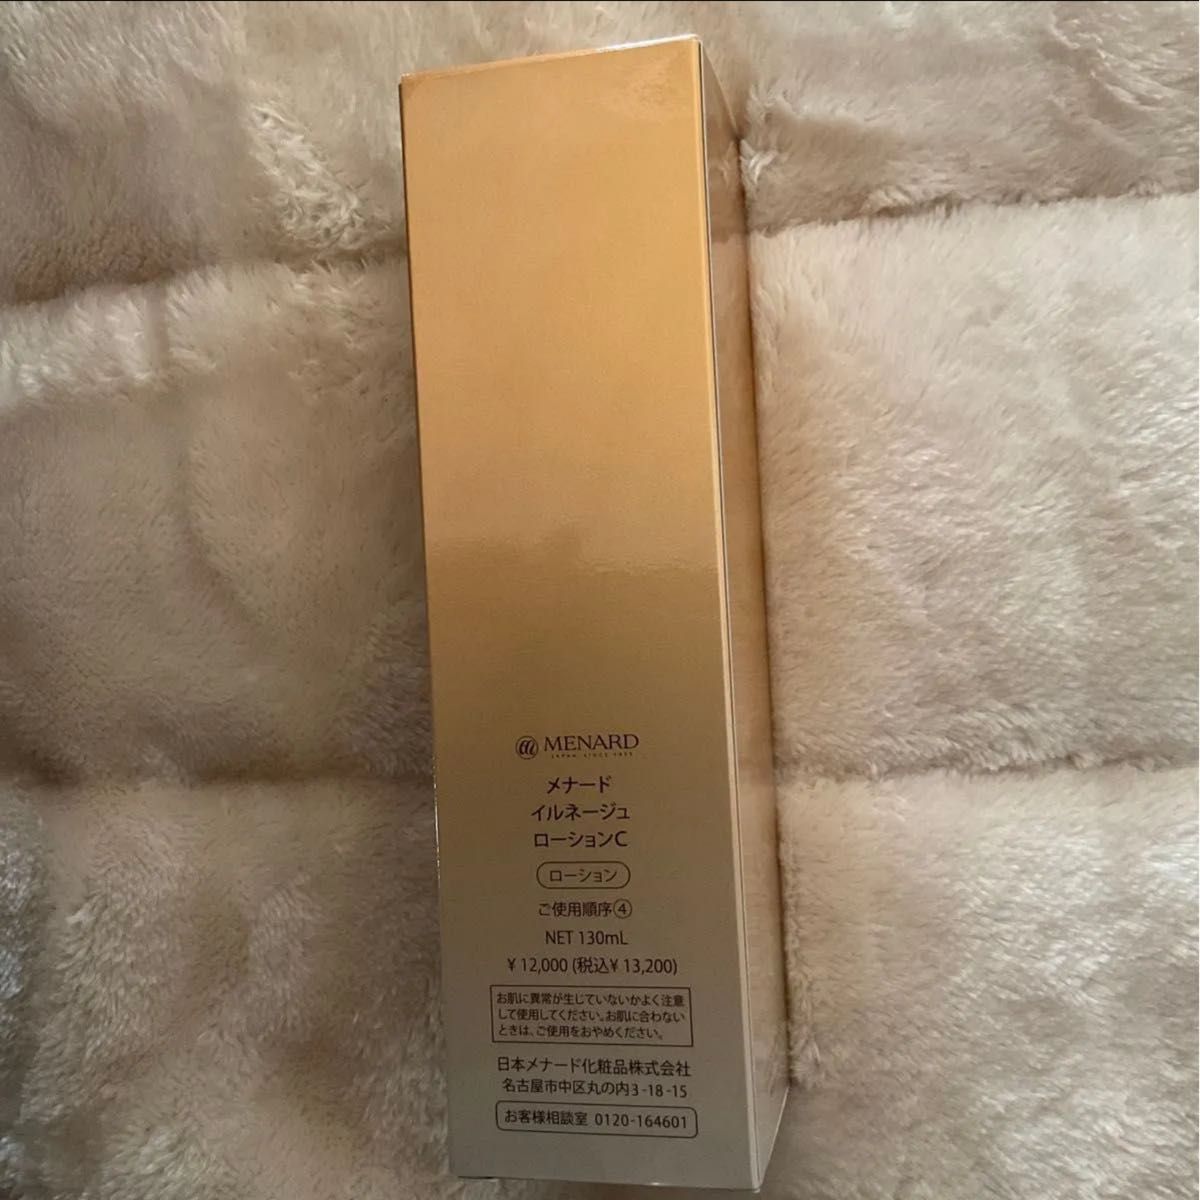 MENARD
JAPAN SINCE 1959
メナード
イルネージュ
ローションC
ローション
ご使用順序④
NET 130mL
¥12,000(税込¥13,200)
お肌に異常が生じていないかよく注意
して使用してください。お肌に合わない
ときは、ご使用をおやめください。
日本メナード化粧品株式会社
名古屋市中区丸の内3-18-15
お客様相談室 0120-164601